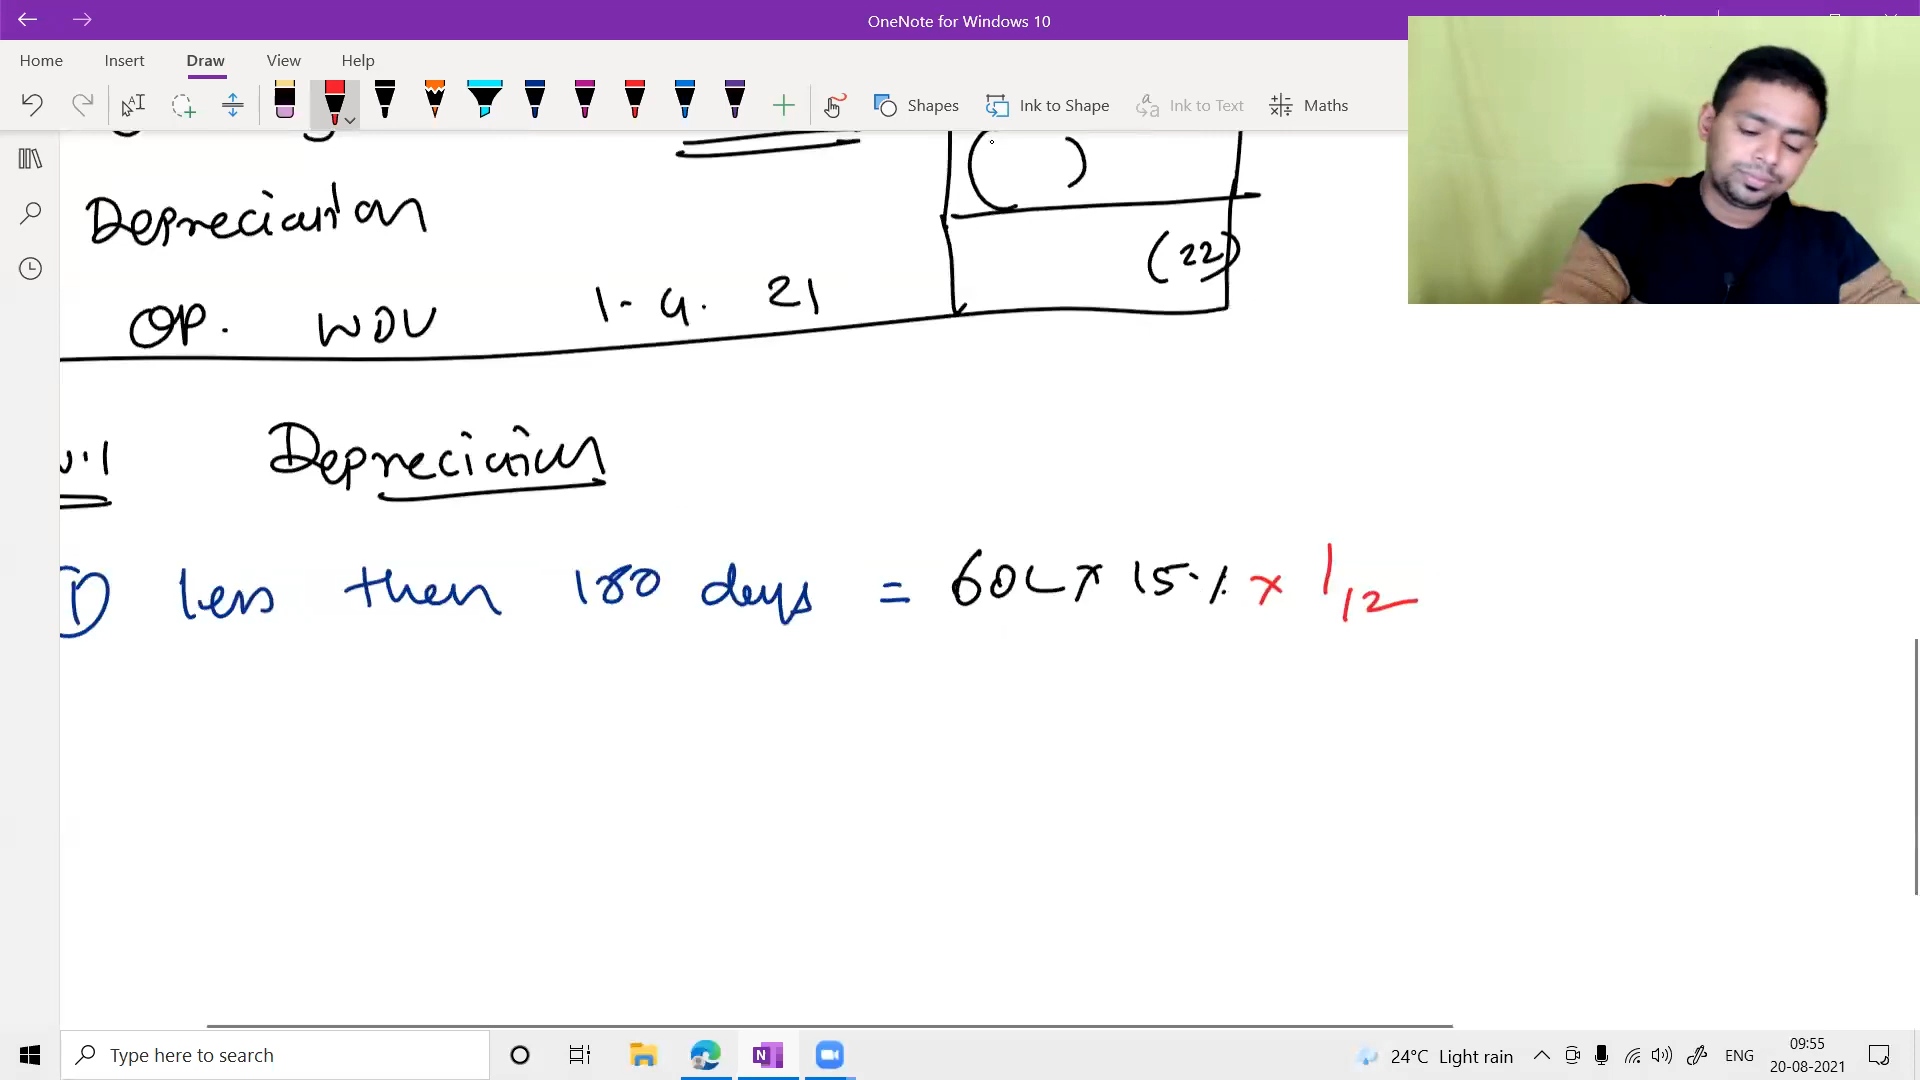 OneNote for Windows 10
Home Insert Draw View Help
Shapes Ink to Shape Ink to Text Maths
( )
Depreciation
(22)
OP. WDV 1-4. 21
Depreciation
① less then 180 days = 60L x 15% x 1/12
Type here to search
24°C Light rain ENG 09:55
20-08-2021